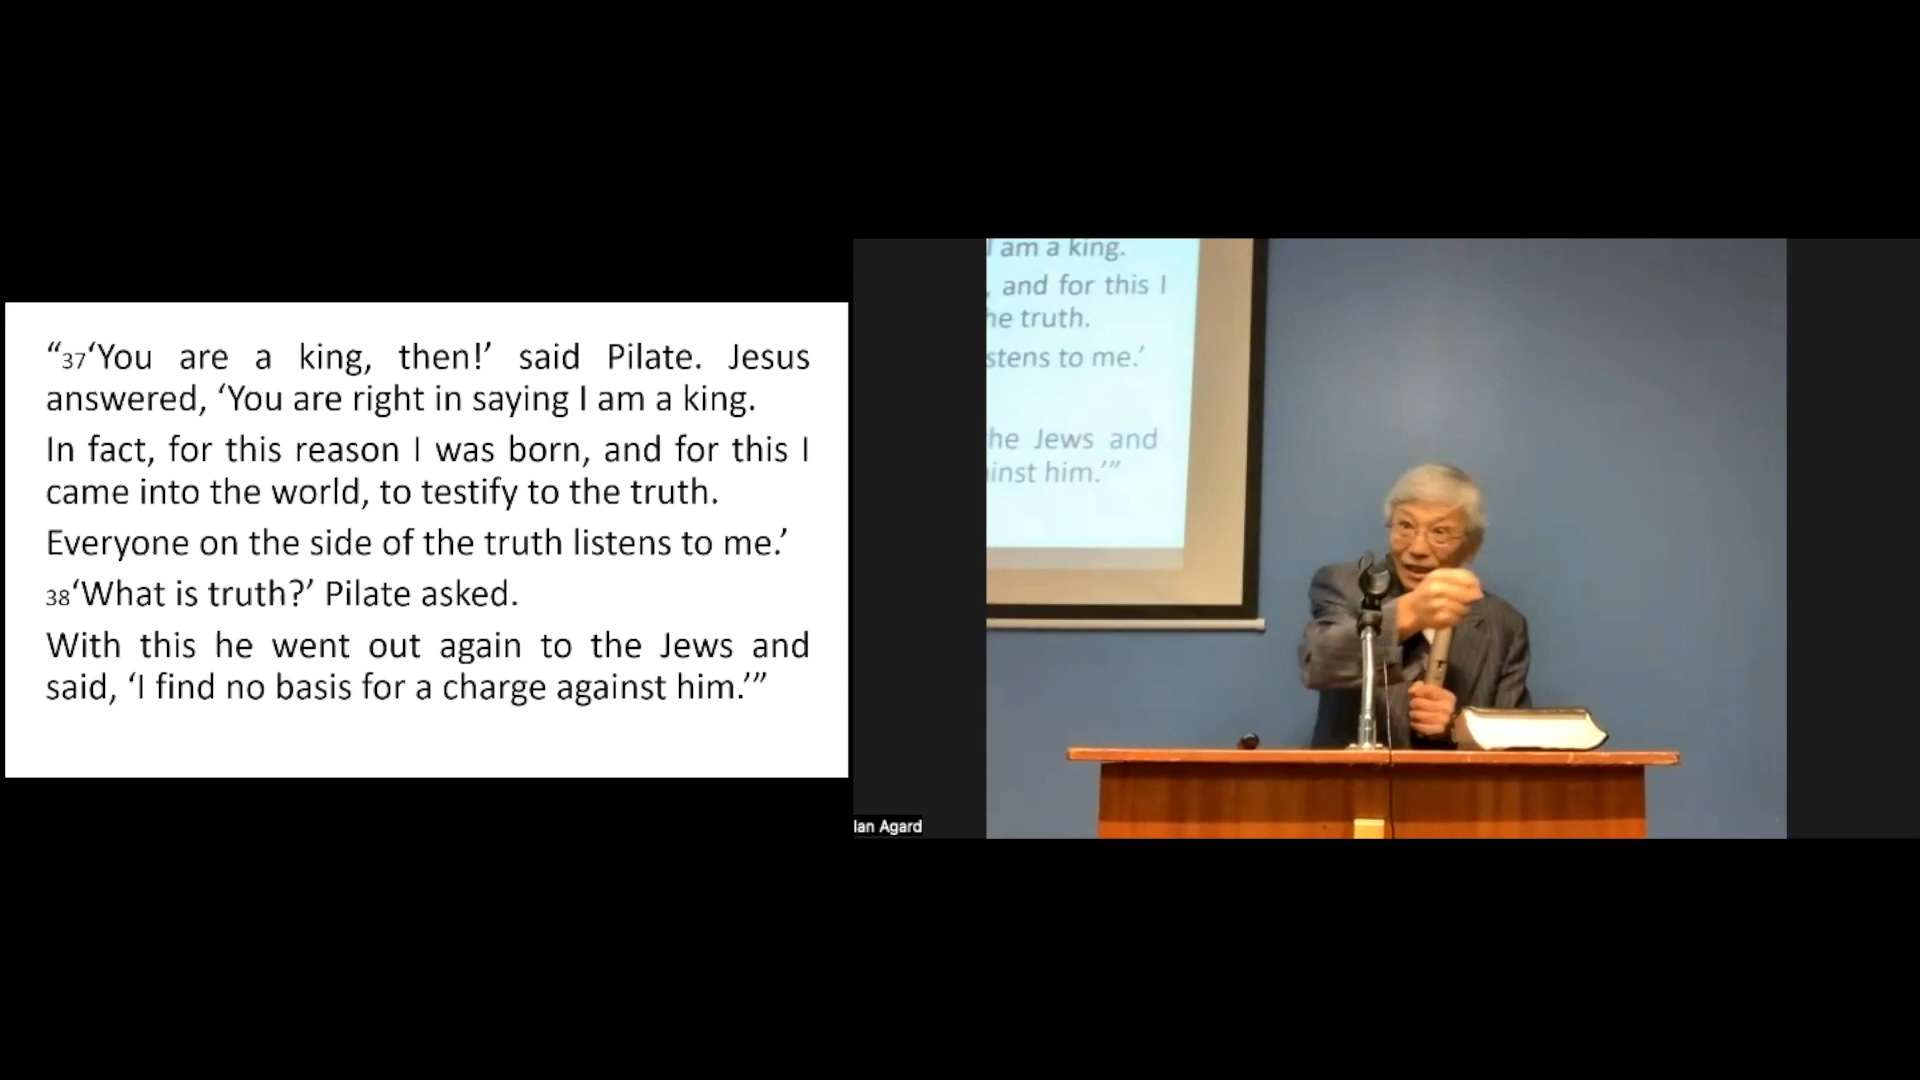 “37‘You are a king, then!’ said Pilate. Jesus
answered, ‘You are right in saying I am a king.
In fact, for this reason I was born, and for this I
came into the world, to testify to the truth.
Everyone on the side of the truth listens to me.’
38‘What is truth?’ Pilate asked.
With this he went out again to the Jews and
said, ‘I find no basis for a charge against him.’”
I am a king.
, and for this I
he truth.
stens to me.’
he Jews and
inst him.’”
Ian Agard